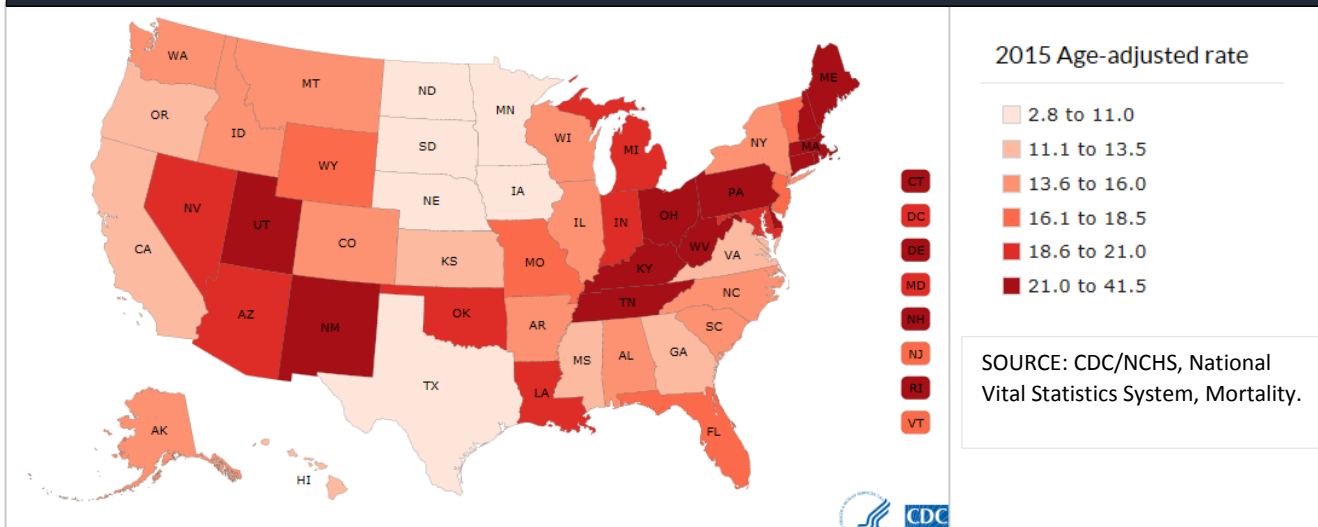 WA
MT
ND
MN
ME
OR
ID
SD
WI
NY
MA
WY
MI
NV
UT
CO
NE
IA
IL
IN
OH
PA
CA
KS
MO
KY
WV
VA
AZ
NM
OK
AR
TN
NC
SC
TX
LA
MS
AL
GA
FL
AK
HI
CT
DC
DE
MD
NH
NJ
RI
VT
CDC
2015 Age-adjusted rate
2.8 to 11.0
11.1 to 13.5
13.6 to 16.0
16.1 to 18.5
18.6 to 21.0
21.0 to 41.5
SOURCE: CDC/NCHS, National
Vital Statistics System, Mortality.